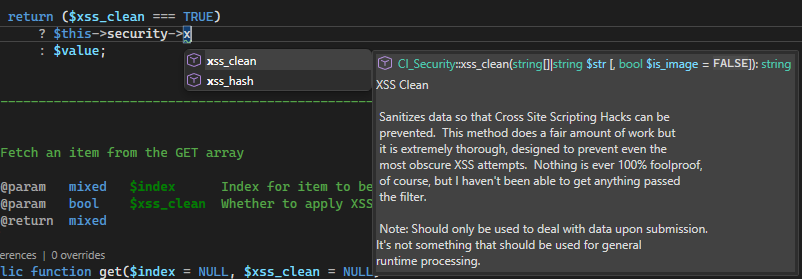 return ($xss_clean === TRUE)
? $this->security->x
: $value;
xss_clean
xss_hash
CI_Security::xss_clean(string[]|string $str [, bool $is_image = FALSE]): string
XSS Clean
Sanitizes data so that Cross Site Scripting Hacks can be
prevented.  This method does a fair amount of work but
it is extremely thorough, designed to prevent even the
most obscure XSS attempts.  Nothing is ever 100% foolproof,
of course, but I haven't been able to get anything passed
the filter.
Note: Should only be used to deal with data upon submission.
It's not something that should be used for general
runtime processing.
Fetch an item from the GET array
@param   mixed   $index      Index for item to be
@param   bool    $xss_clean  Whether to apply XSS
@return  mixed
erences | 0 overrides
lic function get($index = NULL, $xss_clean = NULL)